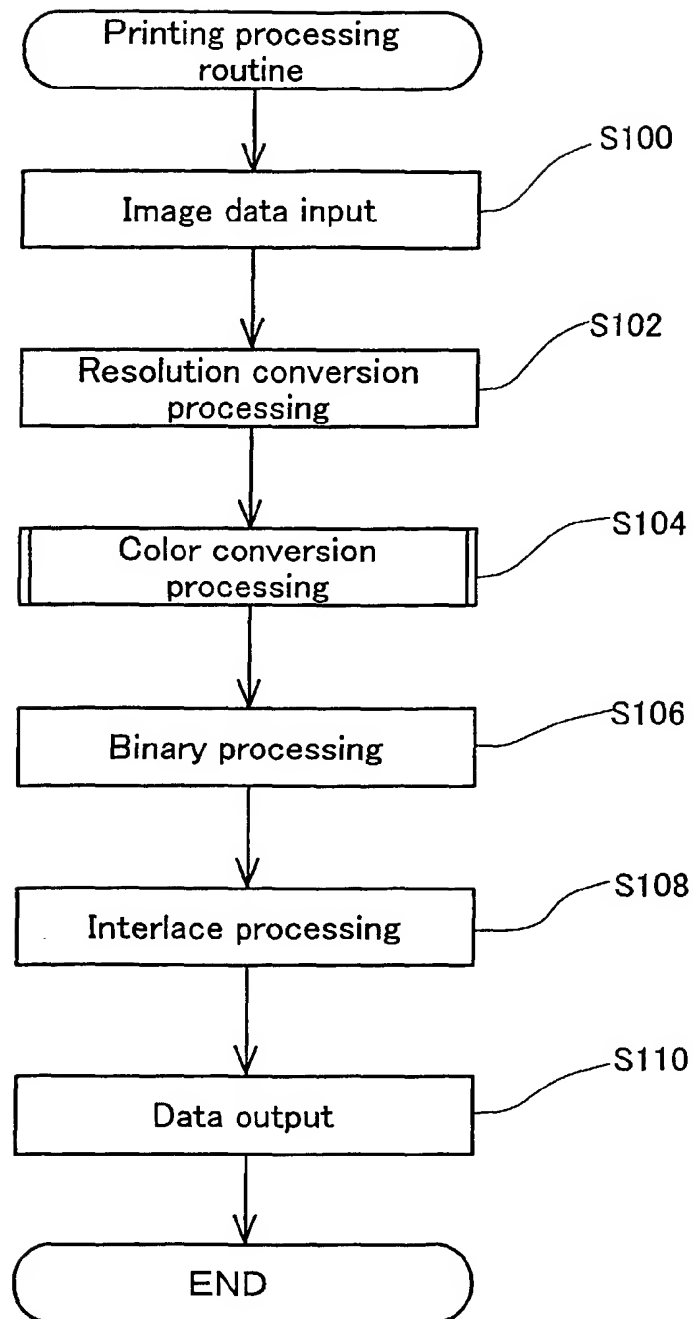 Printing processing
routine
S100
Image data input
S102
Resolution conversion
processing
S104
Color conversion
processing
S106
Binary processing
S108
Interlace processing
S110
Data output
END